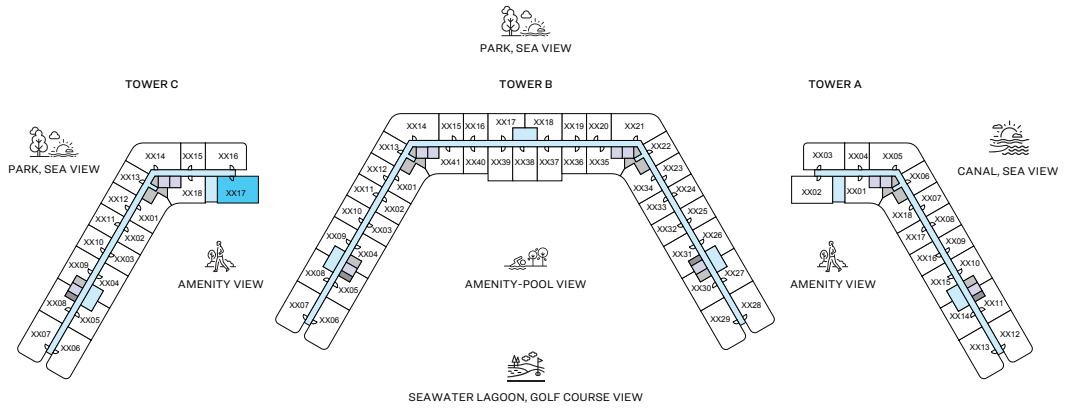 PARK, SEA VIEW
TOWER C
TOWER B
TOWER A
PARK, SEA VIEW
CANAL, SEA VIEW
XX14
XX15
XX16
XX13
XX12
XX11
XX10
XX09
XX08
XX07
XX06
XX05
XX04
XX03
XX02
XX01
XX18
XX17
XX14
XX15
XX16
XX17
XX18
XX19
XX20
XX21
XX13
XX12
XX11
XX10
XX09
XX08
XX07
XX06
XX05
XX04
XX03
XX02
XX01
XX41
XX40
XX39
XX38
XX37
XX36
XX35
XX22
XX23
XX24
XX25
XX26
XX27
XX28
XX29
XX30
XX31
XX32
XX33
XX34
XX03
XX04
XX05
XX02
XX01
XX06
XX07
XX08
XX09
XX10
XX11
XX12
XX13
XX14
XX15
XX16
XX17
XX18
AMENITY VIEW
AMENITY-POOL VIEW
AMENITY VIEW
SEAWATER LAGOON, GOLF COURSE VIEW